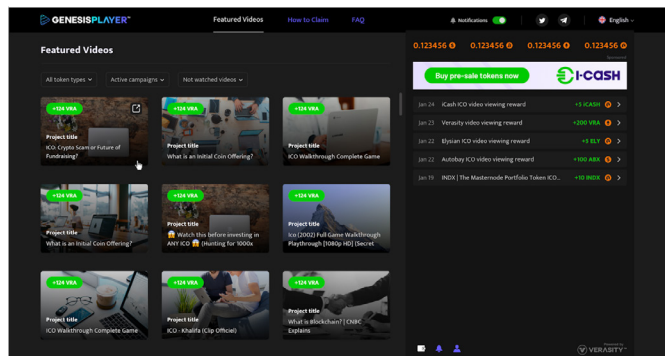 GENESISPLAYER™
Featured Videos
How to Claim
FAQ
Notifications
English
Featured Videos
All token types
Active campaigns
Not watched videos
+124 VRA
Project title
ICO: Crypto Scam or Future of
Fundraising?
+124 VRA
Project title
What is an Initial Coin Offering?
+124 VRA
Project title
ICO Walkthrough Complete Game
+124 VRA
Project title
What is an Initial Coin Offering?
+124 VRA
Project title
😱 Watch this before investing in
ANY ICO 😱 (Hunting for 1000x
+124 VRA
Project title
Ico (2002) Full Game Walkthrough
Playthrough [1080p HD] (Secret
+124 VRA
Project title
ICO Walkthrough Complete Game
+124 VRA
Project title
ICO - Khalifa (Clip Officiel)
+124 VRA
Project title
What is Blockchain? | CNBC
Explains
0.123456
0.123456
0.123456
0.123456
Sponsored
Buy pre-sale tokens now
i-CASH
Jan 24 iCash ICO video viewing reward +5 iCASH
Jan 23 Verasity video viewing reward +200 VRA
Jan 22 Elysian ICO video viewing reward +5 ELY
Jan 22 Autobay ICO video viewing reward +100 ABX
Jan 19 INDX | The Masternode Portfolio Token ICO... +10 INDX
Powered by
VERASITY